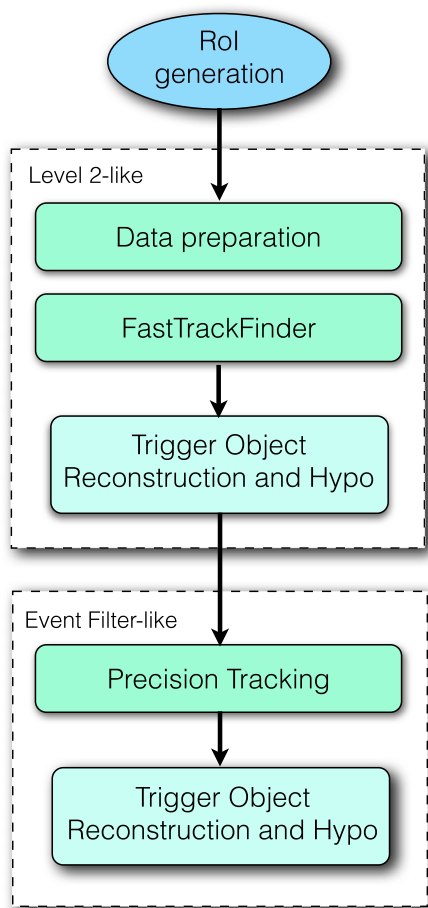 RoI
generation
Level 2-like
Data preparation
FastTrackFinder
Trigger Object
Reconstruction and Hypo
Event Filter-like
Precision Tracking
Trigger Object
Reconstruction and Hypo